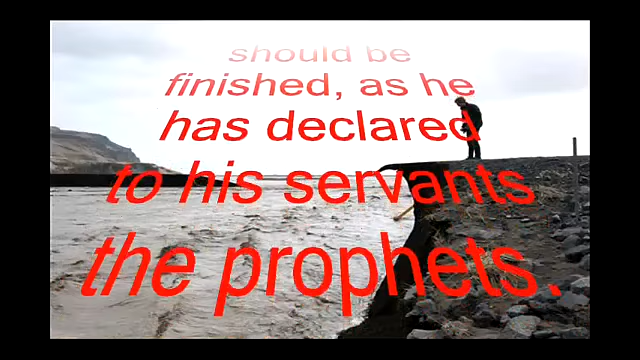 should be
finished, as he
has declared
to his servants
the prophets.